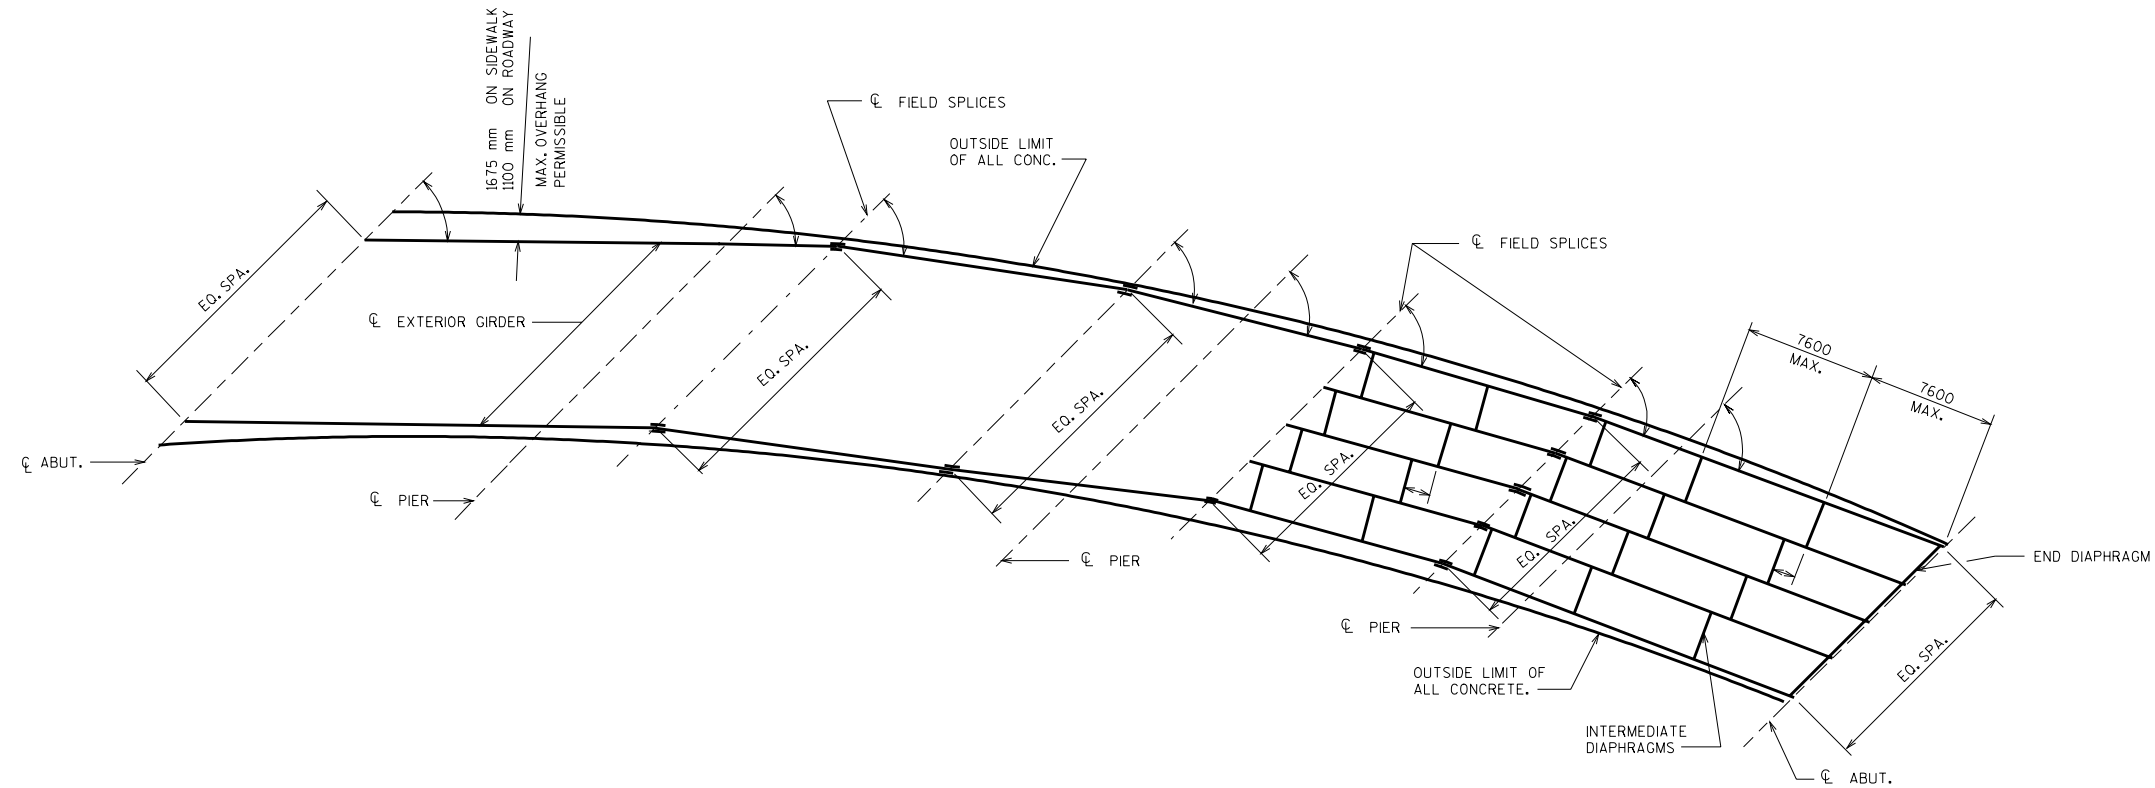 1675 mm ON SIDEWALK
1100 mm ON ROADWAY
MAX. OVERHANG
PERMISSIBLE
℄ FIELD SPLICES
OUTSIDE LIMIT
OF ALL CONC.
EQ. SPA.
℄ EXTERIOR GIRDER
EQ. SPA.
℄ FIELD SPLICES
7600
MAX.
7600
MAX.
EQ. SPA.
℄ ABUT.
℄ PIER
EQ. SPA.
EQ. SPA.
℄ PIER
END DIAPHRAGM
℄ PIER
EQ. SPA.
OUTSIDE LIMIT OF
ALL CONCRETE.
INTERMEDIATE
DIAPHRAGMS
℄ ABUT.